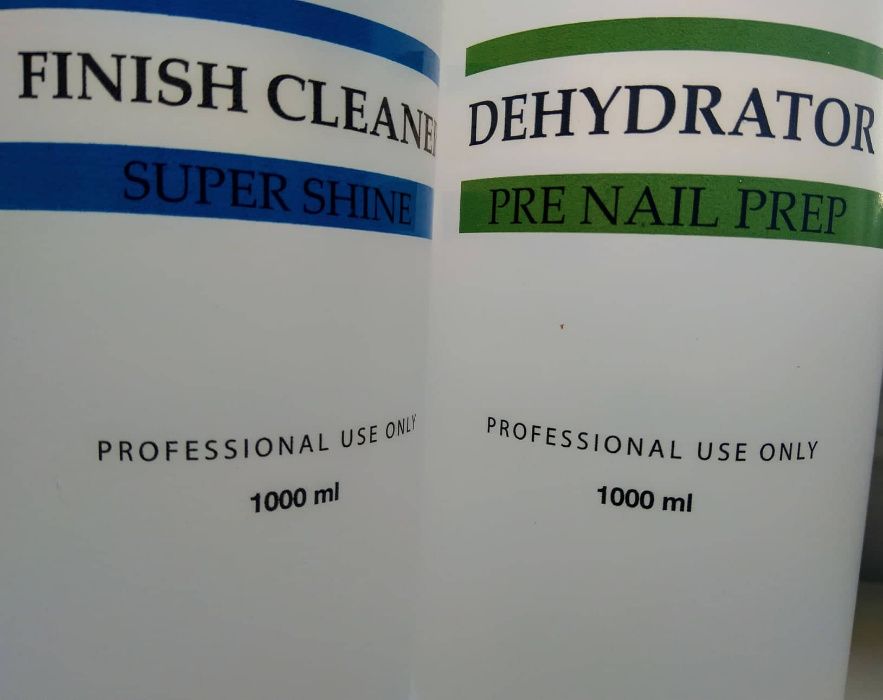 FINISH CLEANE
SUPER SHINE
PROFESSIONAL USE ONLY
1000 ml
DEHYDRATOR
PRE NAIL PREP
PROFESSIONAL USE ONLY
1000 ml